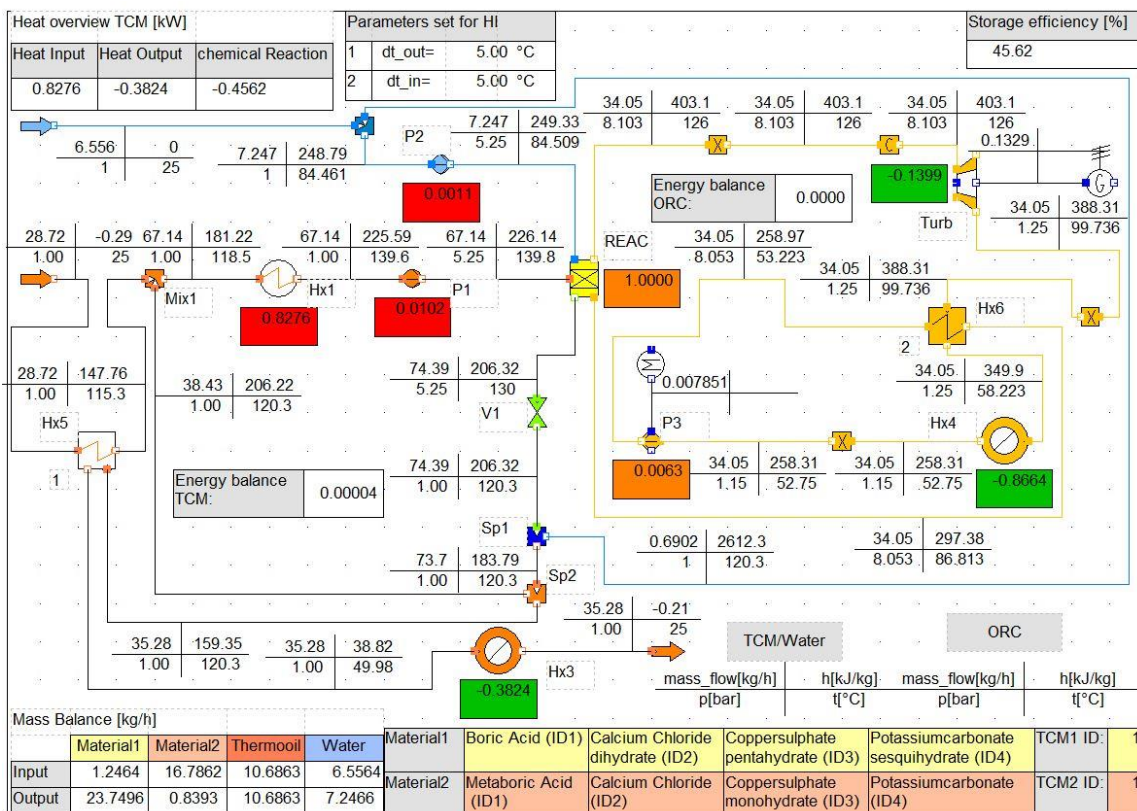 Heat overview TCM [kW]
Heat Input Heat Output chemical Reaction
0.8276 -0.3824 -0.4562
Parameters set for HI
1 dt_out= 5.00 °C
2 dt_in= 5.00 °C
Storage efficiency [%]
45.62
6.556 0
1 25
7.247 248.79
1 84.461
P2
0.0011
7.247 249.33
5.25 84.509
34.05 403.1
8.103 126
X
34.05 403.1
8.103 126
C
34.05 403.1
8.103 126
0.1329
-0.1399
G
Turb
34.05 388.31
1.25 99.736
Energy balance
ORC:
0.0000
28.72 -0.29
1.00 25
67.14 181.22
1.00 118.5
67.14 225.59
1.00 139.6
67.14 226.14
5.25 139.8
REAC
1.0000
34.05 258.97
8.053 53.223
34.05 388.31
1.25 99.736
X
Mix1
Hx1
0.8276
P1
0.0102
Hx6
2
28.72 147.76
1.00 115.3
38.43 206.22
1.00 120.3
74.39 206.32
5.25 130
V1
0.007851
34.05 349.9
1.25 58.223
Hx5
1
P3
0.0063
X
Hx4
-0.8664
34.05 258.31
1.15 52.75
34.05 258.31
1.15 52.75
Energy balance
TCM:
0.00004
74.39 206.32
1.00 120.3
Sp1
0.6902 2612.3
1 120.3
34.05 297.38
8.053 86.813
73.7 183.79
1.00 120.3
Sp2
35.28 159.35
1.00 120.3
35.28 38.82
1.00 49.98
Hx3
-0.3824
35.28 -0.21
1.00 25
TCM/Water
mass_flow[kg/h] h[kJ/kg]
p[bar] t[°C]
ORC
mass_flow[kg/h] h[kJ/kg]
p[bar] t[°C]
Mass Balance [kg/h]
Material1 Material2 Thermooil Water
Input 1.2464 16.7862 10.6863 6.5564
Output 23.7496 0.8393 10.6863 7.2466
Material1 Boric Acid (ID1) Calcium Chloride dihydrate (ID2) Coppersulphate pentahydrate (ID3) Potassiumcarbonate sesquihydrate (ID4) TCM1 ID: 1
Material2 Metaboric Acid (ID1) Calcium Chloride (ID2) Coppersulphate monohydrate (ID3) Potassiumcarbonate (ID4) TCM2 ID: 1